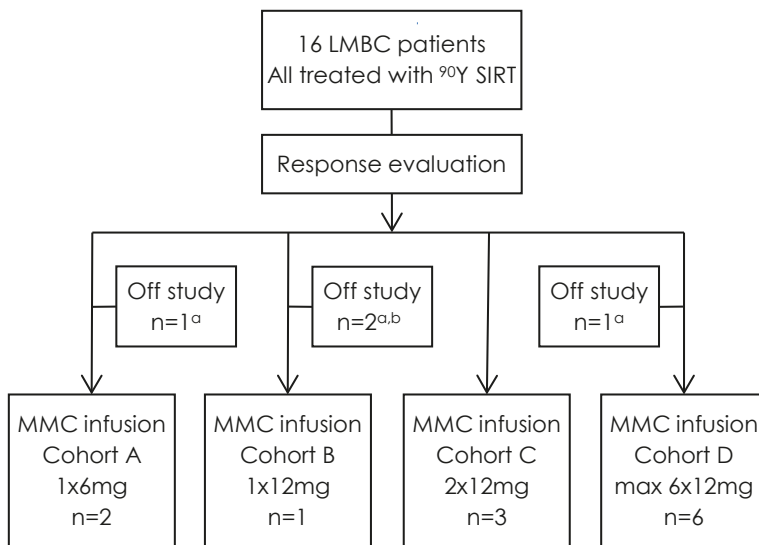 16 LMBC patients
All treated with ⁹⁰Y SIRT
Response evaluation
Off study
n=1ᵃ
Off study
n=2ᵃ,ᵇ
Off study
n=1ᵃ
MMC infusion
Cohort A
1x6mg
n=2
MMC infusion
Cohort B
1x12mg
n=1
MMC infusion
Cohort C
2x12mg
n=3
MMC infusion
Cohort D
max 6x12mg
n=6